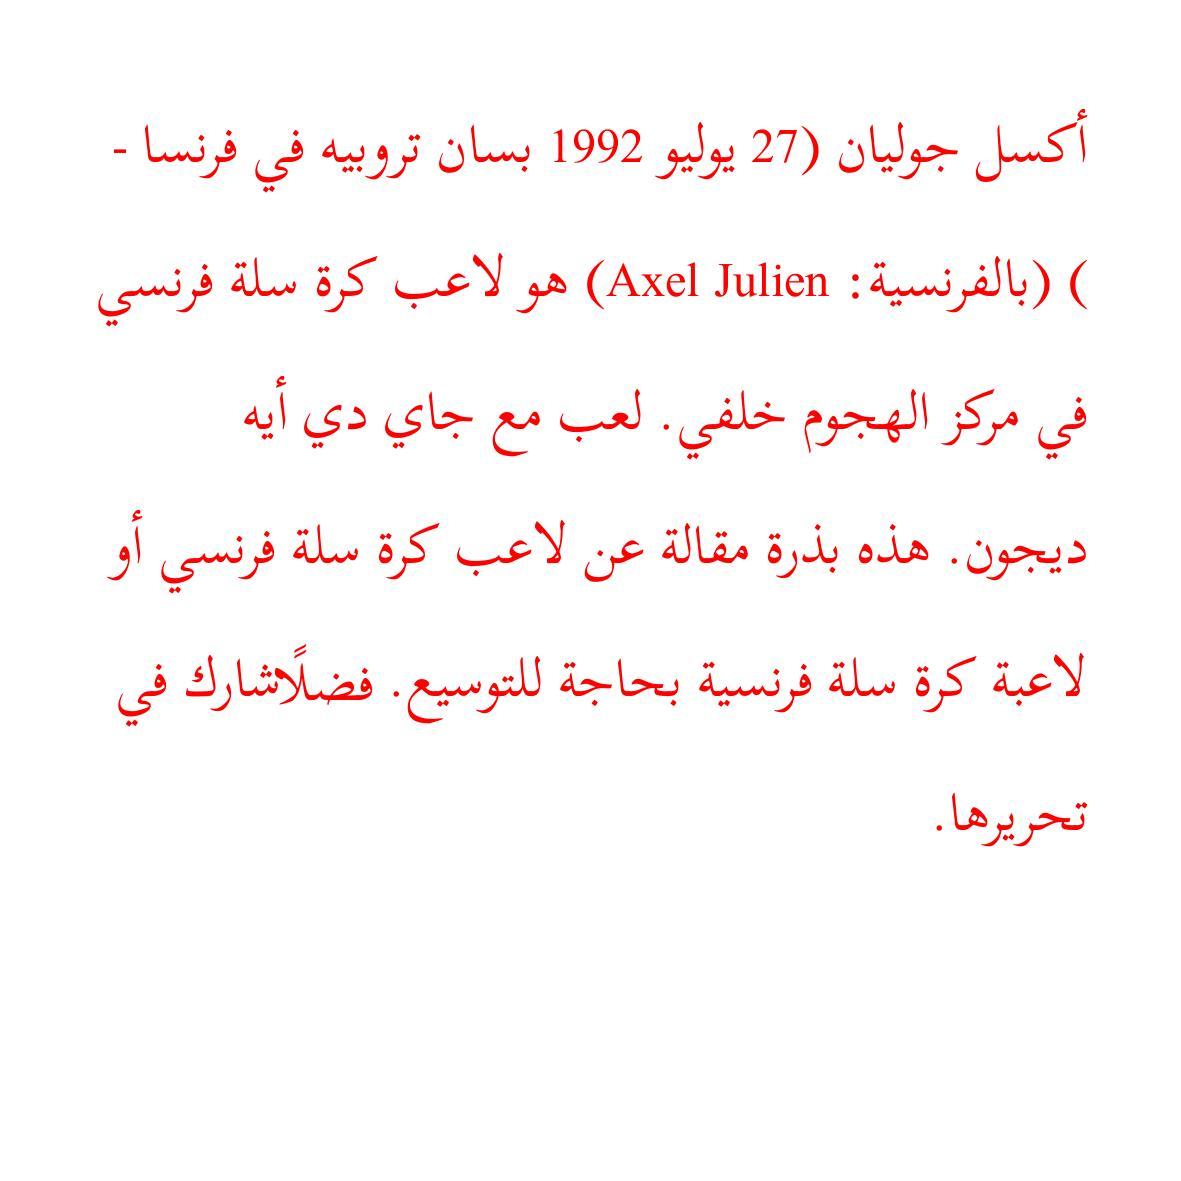 أكسل جوليان (27 يوليو 1992 بسان تروبيه في فرنسا -
) (بالفرنسية: Axel Julien) هو لاعب كرة سلة فرنسي
في مركز الهجوم خلفي. لعب مع جاي دي أيه
ديجون. هذه بذرة مقالة عن لاعب كرة سلة فرنسي أو
لاعبة كرة سلة فرنسية بحاجة للتوسيع. فضلًاشارك في
تحريرها.